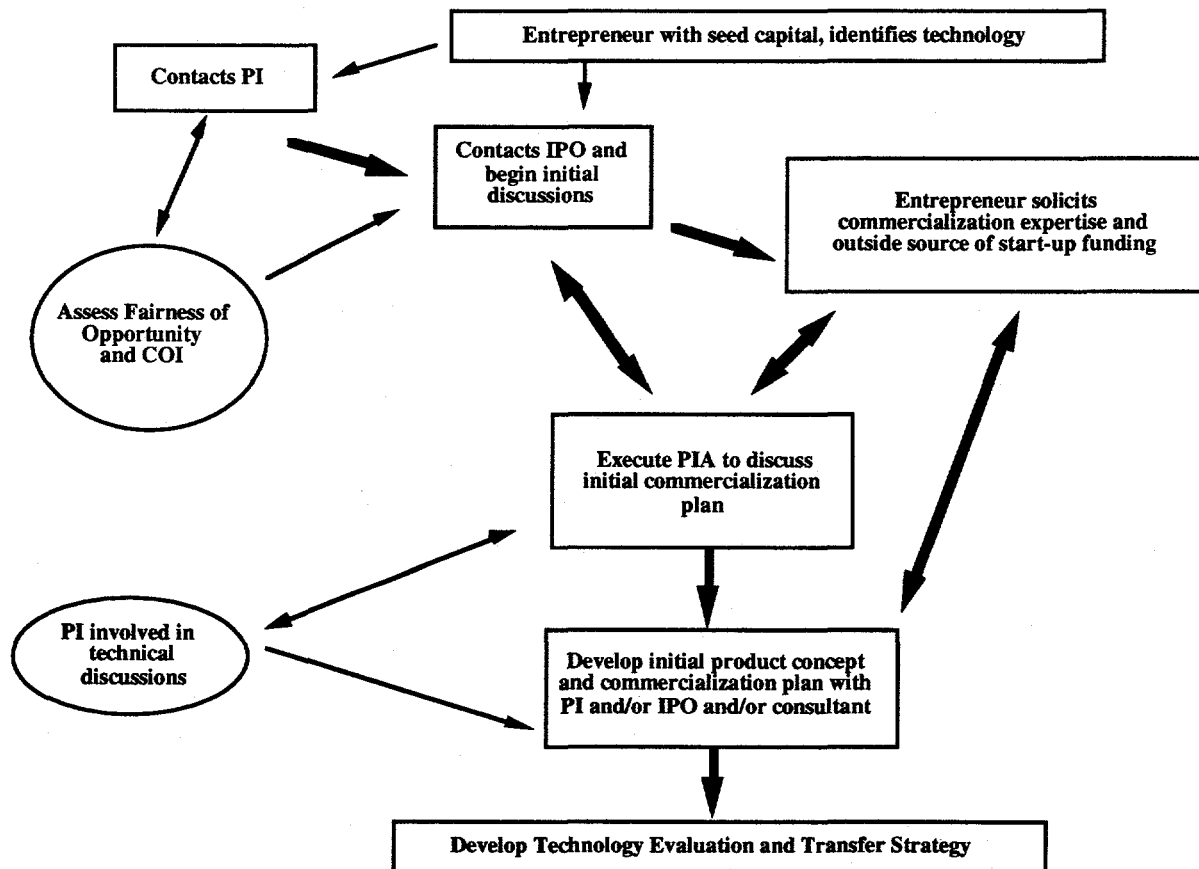 Entrepreneur with seed capital, identifies technology
Contacts PI
Contacts IPO and
begin initial
discussions
Entrepreneur solicits
commercialization expertise and
outside source of start-up funding
Assess Fairness of
Opportunity
and COI
Execute PIA to discuss
initial commercialization
plan
PI involved in
technical
discussions
Develop initial product concept
and commercialization plan with
PI and/or IPO and/or consultant
Develop Technology Evaluation and Transfer Strategy